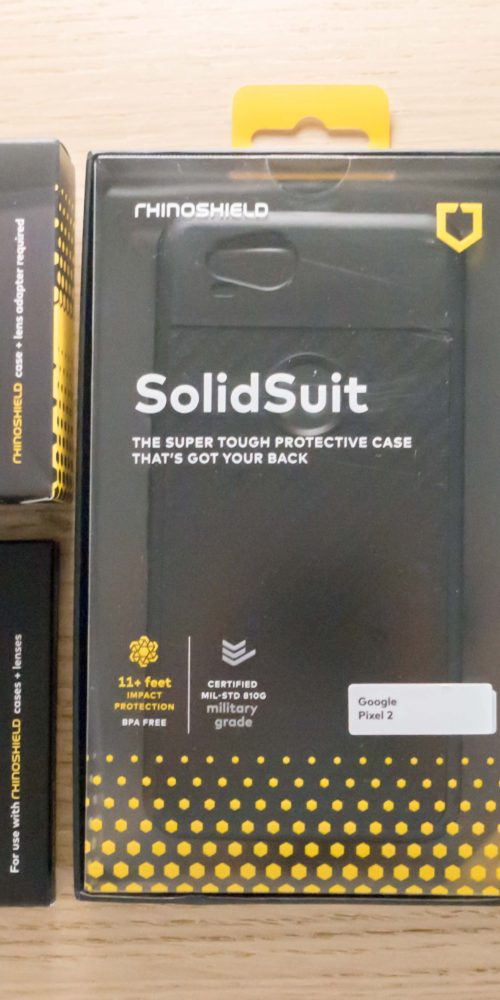 RHINOSHIELD
SolidSuit
THE SUPER TOUGH PROTECTIVE CASE
THAT'S GOT YOUR BACK
11+ feet
IMPACT
PROTECTION
BPA FREE
CERTIFIED
MIL-STD 810G
military
grade
Google
Pixel 2
RHINOSHIELD case + lens adapter required
For use with RHINOSHIELD cases + lenses